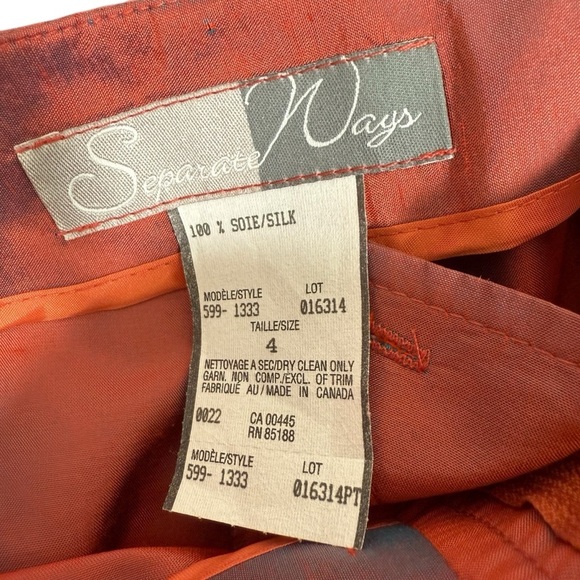 Separate Ways
100 % SOIE/SILK
MODÈLE/STYLE LOT
599- 1333 016314
TAILLE/SIZE
4
NETTOYAGE A SEC/DRY CLEAN ONLY
GARN. NON COMP./EXCL. OF TRIM
FABRIQUÉ AU/MADE IN CANADA
0022 CA 00445
RN 85188
MODÈLE/STYLE LOT
599- 1333 016314PT